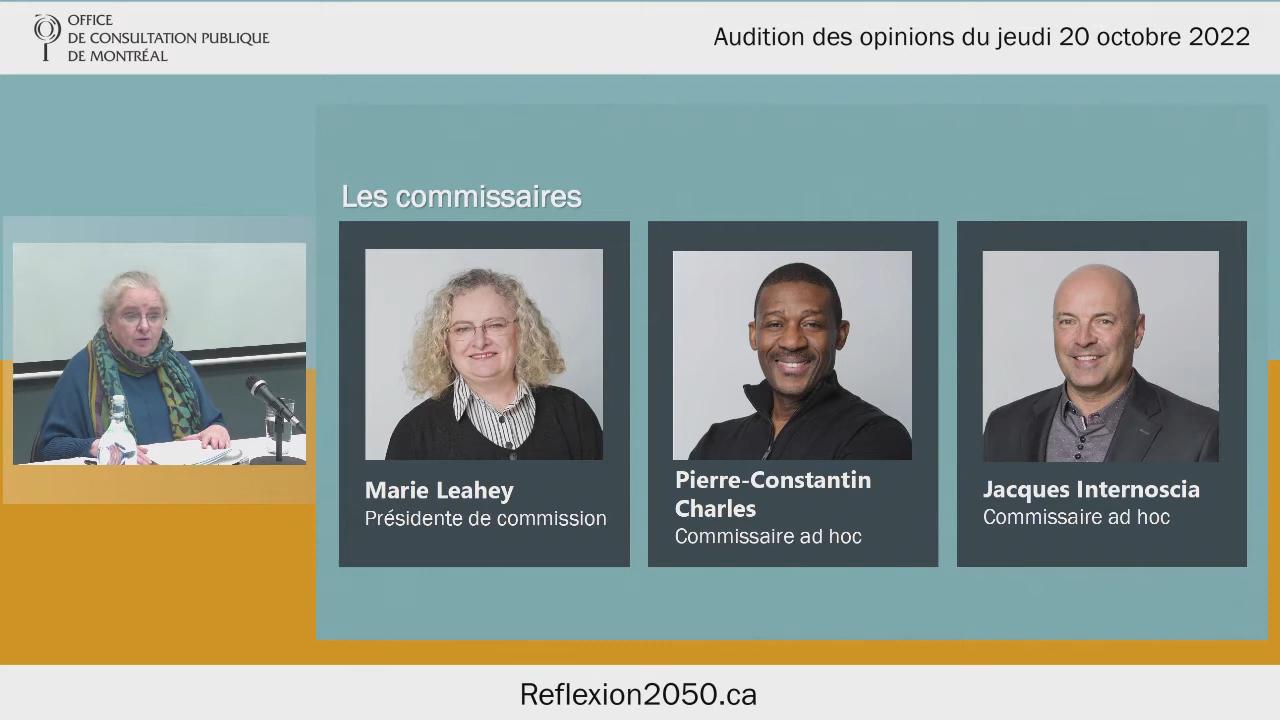 OFFICE
DE CONSULTATION PUBLIQUE
DE MONTRÉAL
Audition des opinions du jeudi 20 octobre 2022
Les commissaires
Marie Leahey
Présidente de commission
Pierre-Constantin
Charles
Commissaire ad hoc
Jacques Internoscia
Commissaire ad hoc
Reflexion2050.ca